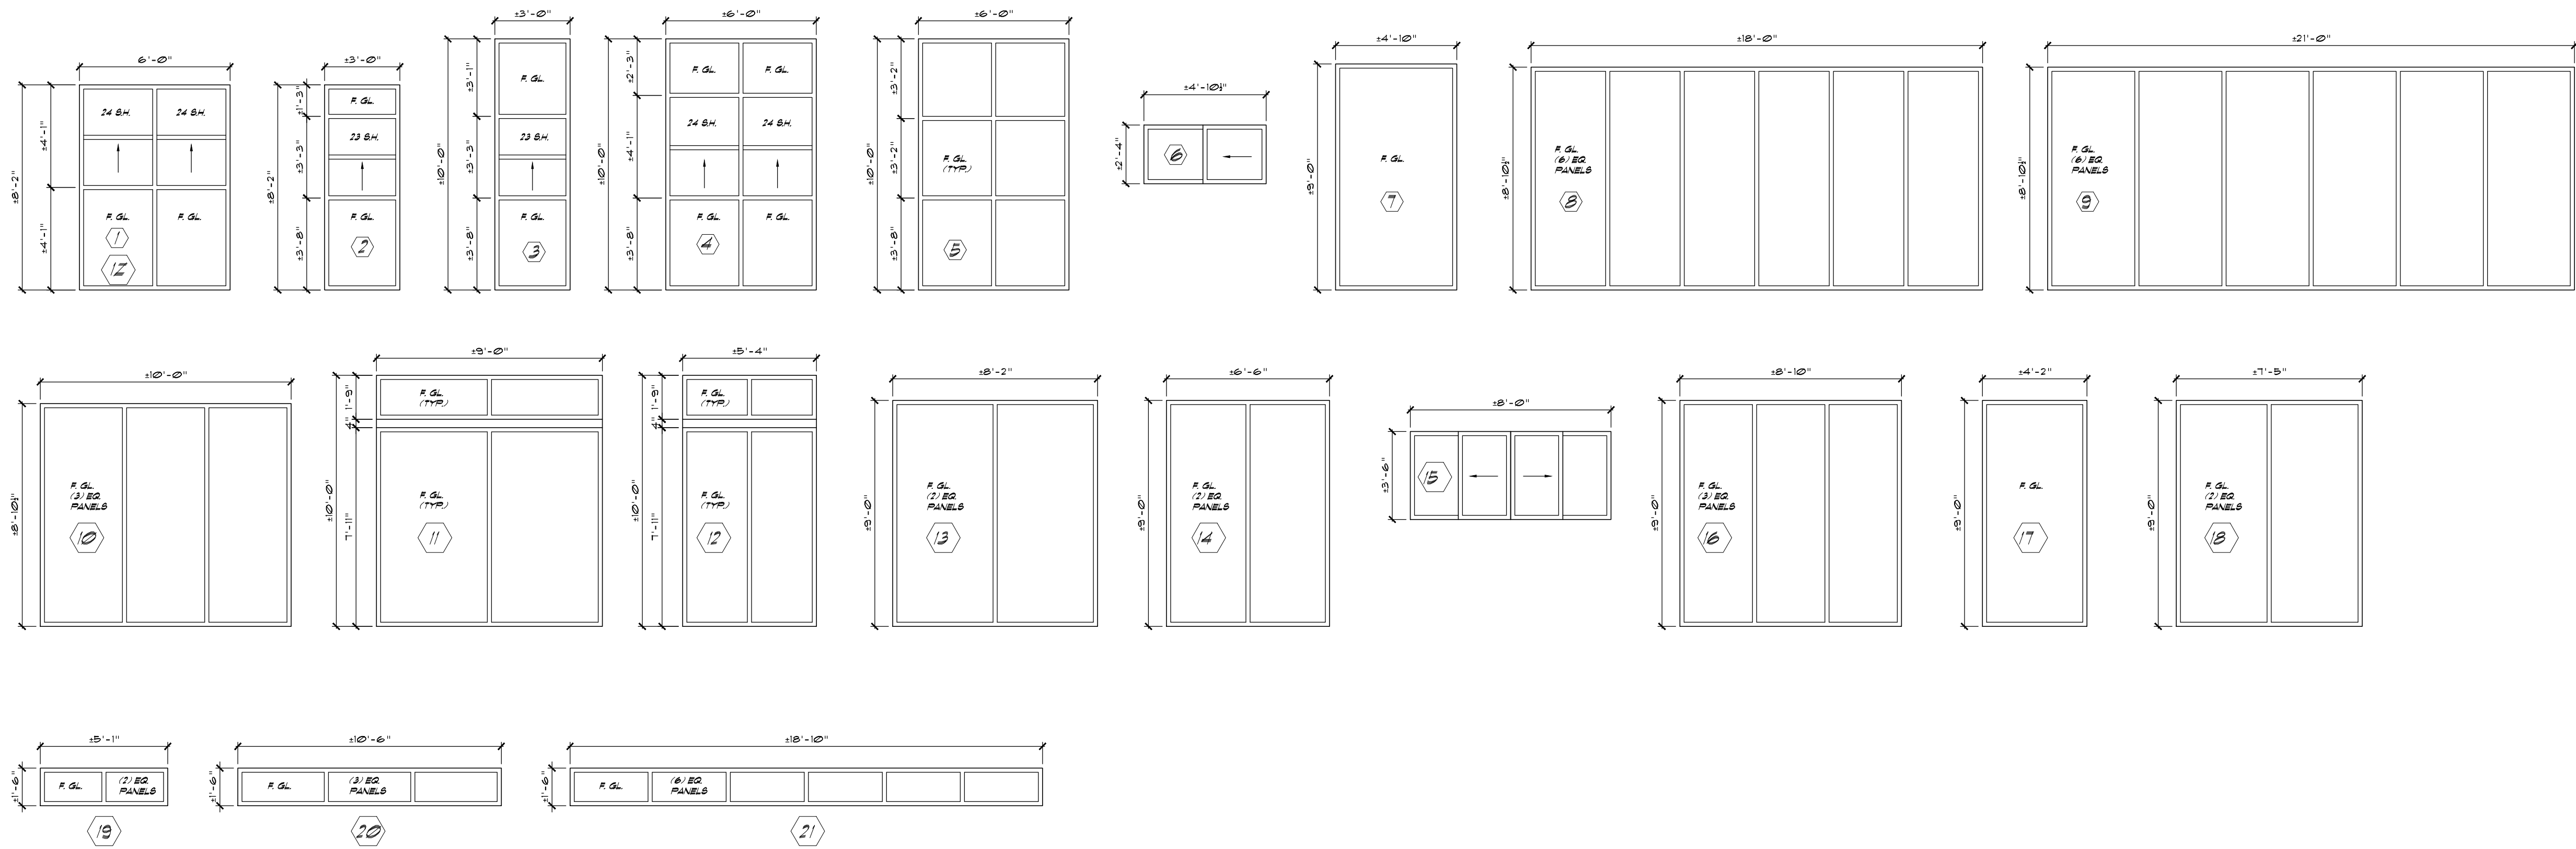 6'-0"
±8'-2"
±4'-1"
±4'-1"
24 S.H.
24 S.H.
F. GL.
F. GL.
1
1Z
±3'-0"
±8'-2"
±1'-3"
±3'-3"
±3'-8"
F. GL.
23 S.H.
F. GL.
2
±3'-0"
±10'-0"
±3'-1"
±3'-3"
±3'-8"
F. GL.
23 S.H.
F. GL.
3
±6'-0"
±10'-0"
±2'-3"
±4'-1"
±3'-8"
F. GL.
F. GL.
24 S.H.
24 S.H.
F. GL.
F. GL.
4
±6'-0"
±10'-0"
±3'-2"
±3'-2"
±3'-8"
F. GL.
(TYP.)
5
±4'-10½"
±2'-4"
6
±4'-10"
±9'-0"
F. GL.
7
±18'-0"
±8'-10½"
F. GL.
(6) EQ.
PANELS
8
±21'-0"
±8'-10½"
F. GL.
(6) EQ.
PANELS
9
±10'-0"
±8'-10½"
F. GL.
(3) EQ.
PANELS
10
±9'-0"
±10'-0"
1'-9"
4"
7'-11"
F. GL.
(TYP.)
F. GL.
(TYP.)
11
±5'-4"
±10'-0"
1'-9"
4"
7'-11"
F. GL.
(TYP.)
F. GL.
(TYP.)
12
±8'-2"
±9'-0"
F. GL.
(2) EQ.
PANELS
13
±6'-6"
±9'-0"
F. GL.
(2) EQ.
PANELS
14
±8'-0"
±3'-6"
15
±8'-10"
±9'-0"
F. GL.
(3) EQ.
PANELS
16
±4'-2"
±9'-0"
F. GL.
17
±7'-5"
±9'-0"
F. GL.
(2) EQ.
PANELS
18
±5'-1"
±1'-6"
F. GL.
(2) EQ.
PANELS
19
±10'-6"
±1'-6"
F. GL.
(3) EQ.
PANELS
20
±18'-10"
±1'-6"
F. GL.
(6) EQ.
PANELS
21